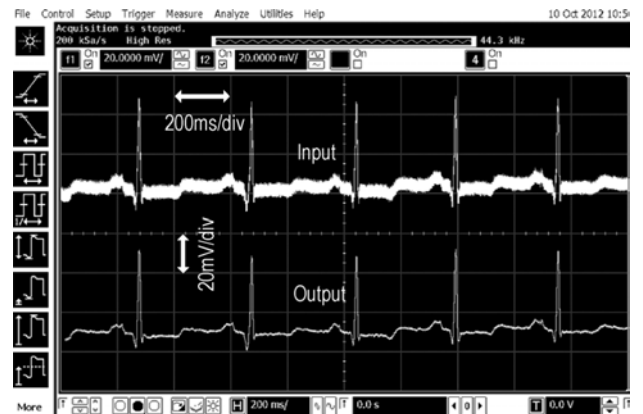 File Control Setup Trigger Measure Analyze Utilities Help
Acquisition is stopped.
200 kSa/s High Res 44.3 kHz
f1 On 20.0000 mV/ f2 On 20.0000 mV/ On 4 On
200ms/div
Input
20mV/div
Output
More H 200 ms/ 0.0 s 0 T 0.0 V
10 Oct 2012